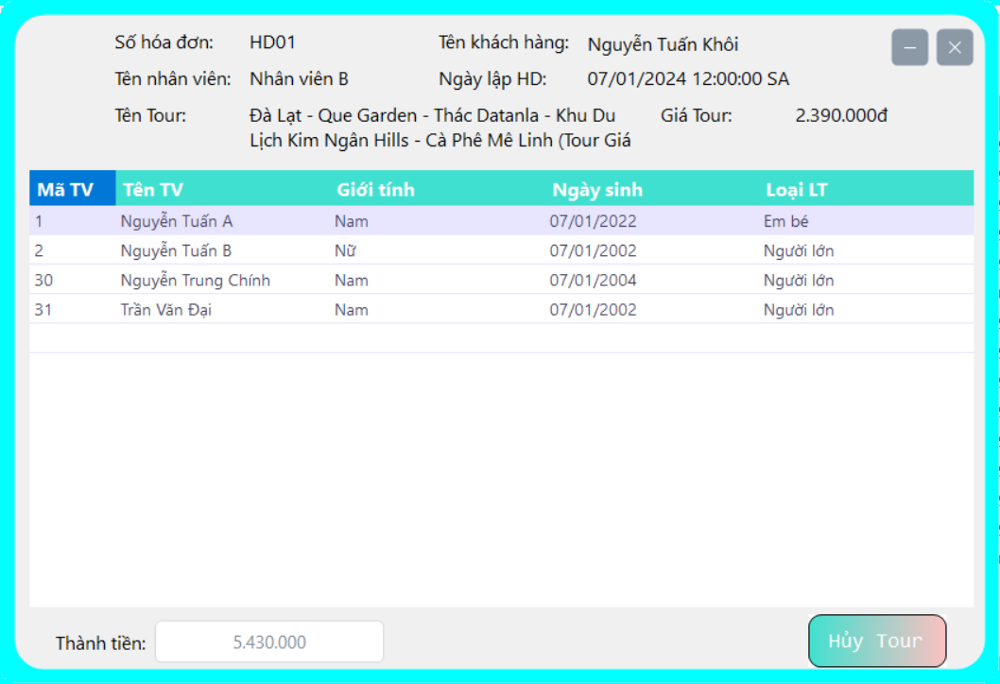 Số hóa đơn: HD01 Tên khách hàng: Nguyễn Tuấn Khôi
Tên nhân viên: Nhân viên B Ngày lập HD: 07/01/2024 12:00:00 SA
Tên Tour: Đà Lạt - Que Garden - Thác Datanla - Khu Du Giá Tour: 2.390.000đ
Lịch Kim Ngân Hills - Cà Phê Mê Linh (Tour Giá
Mã TV Tên TV Giới tính Ngày sinh Loại LT
1 Nguyễn Tuấn A Nam 07/01/2022 Em bé
2 Nguyễn Tuấn B Nữ 07/01/2002 Người lớn
30 Nguyễn Trung Chính Nam 07/01/2004 Người lớn
31 Trần Văn Đại Nam 07/01/2002 Người lớn
Thành tiền: 5.430.000 Hủy Tour